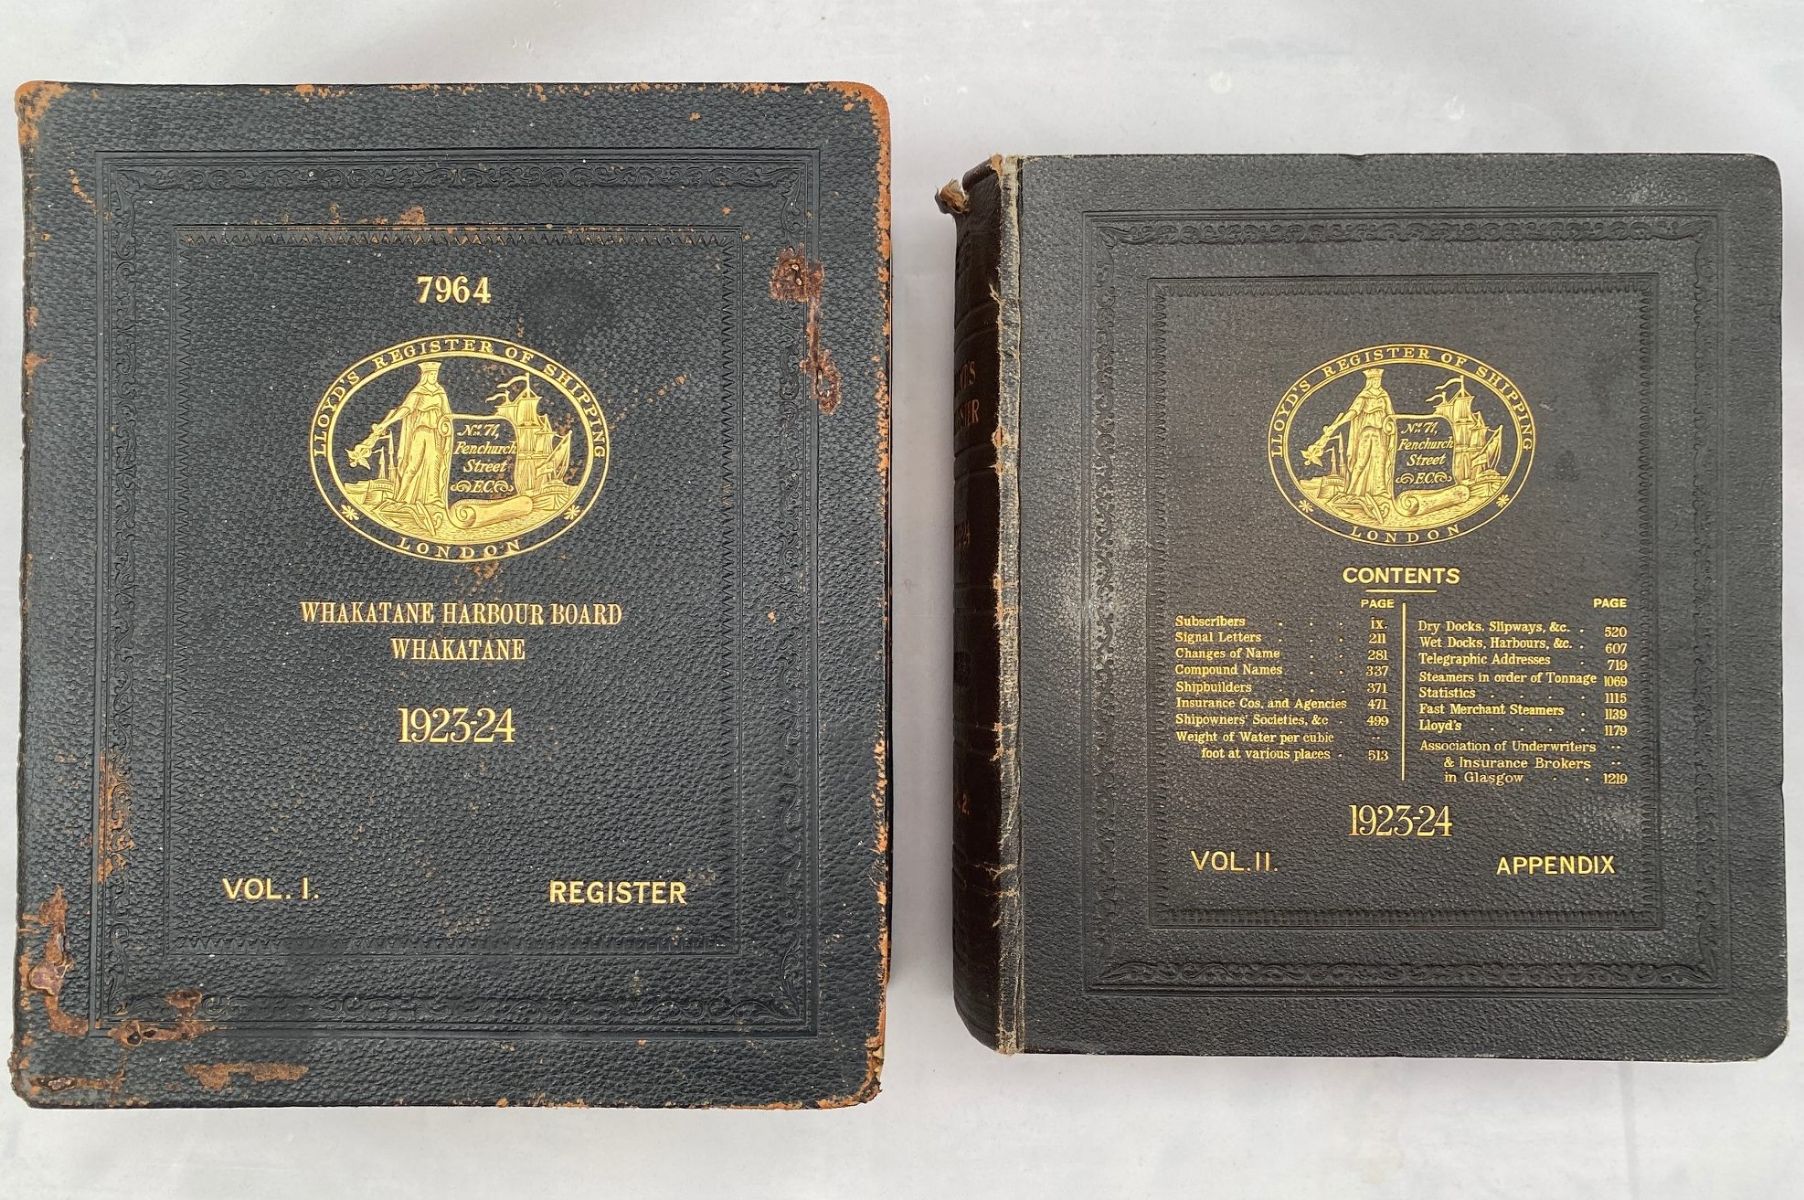 7964
LLOYD'S REGISTER OF SHIPPING
No. 71,
Fenchurch
Street
E.C.
LONDON
WHAKATANE HARBOUR BOARD
WHAKATANE
1923-24
VOL. I. REGISTER
LLOYD'S REGISTER OF SHIPPING
No. 71,
Fenchurch
Street
E.C.
LONDON
CONTENTS
PAGE
Subscribers . . . ix.
Signal Letters . . . 211
Changes of Name . . 281
Compound Names . . 337
Shipbuilders . . . 371
Insurance Cos. and Agencies 471
Shipowners' Societies, &c . 499
Weight of Water per cubic
foot at various places . 513
PAGE
Dry Docks. Slipways, &c. . 520
Wet Docks, Harbours, &c. . 607
Telegraphic Addresses . 719
Steamers in order of Tonnage 1069
Statistics . . . . 1115
Fast Merchant Steamers . 1139
Lloyd's . . . . 1179
Association of Underwriters
& Insurance Brokers
in Glasgow . . 1219
1923-24
VOL. II. APPENDIX